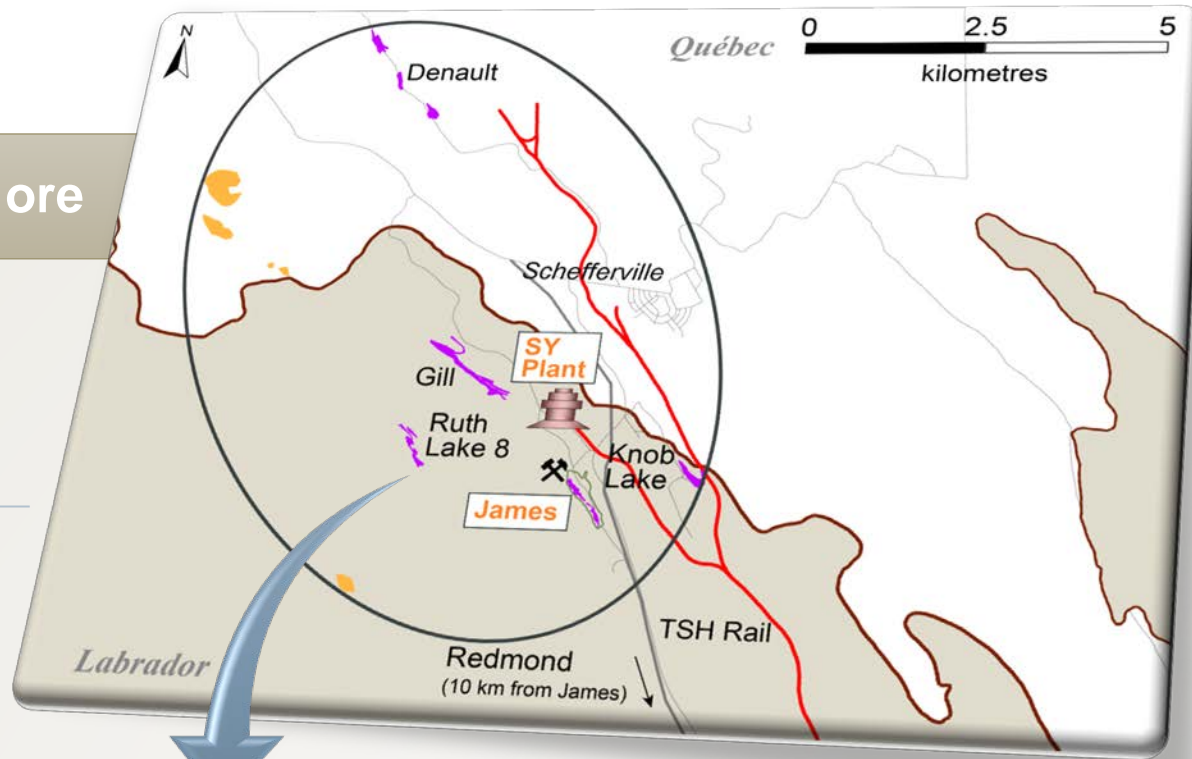 ore
N
Québec
0 2.5 5
kilometres
Denault
Schefferville
SY
Plant
Gill
Ruth
Lake 8
Knob
Lake
James
TSH Rail
Labrador
Redmond
(10 km from James)